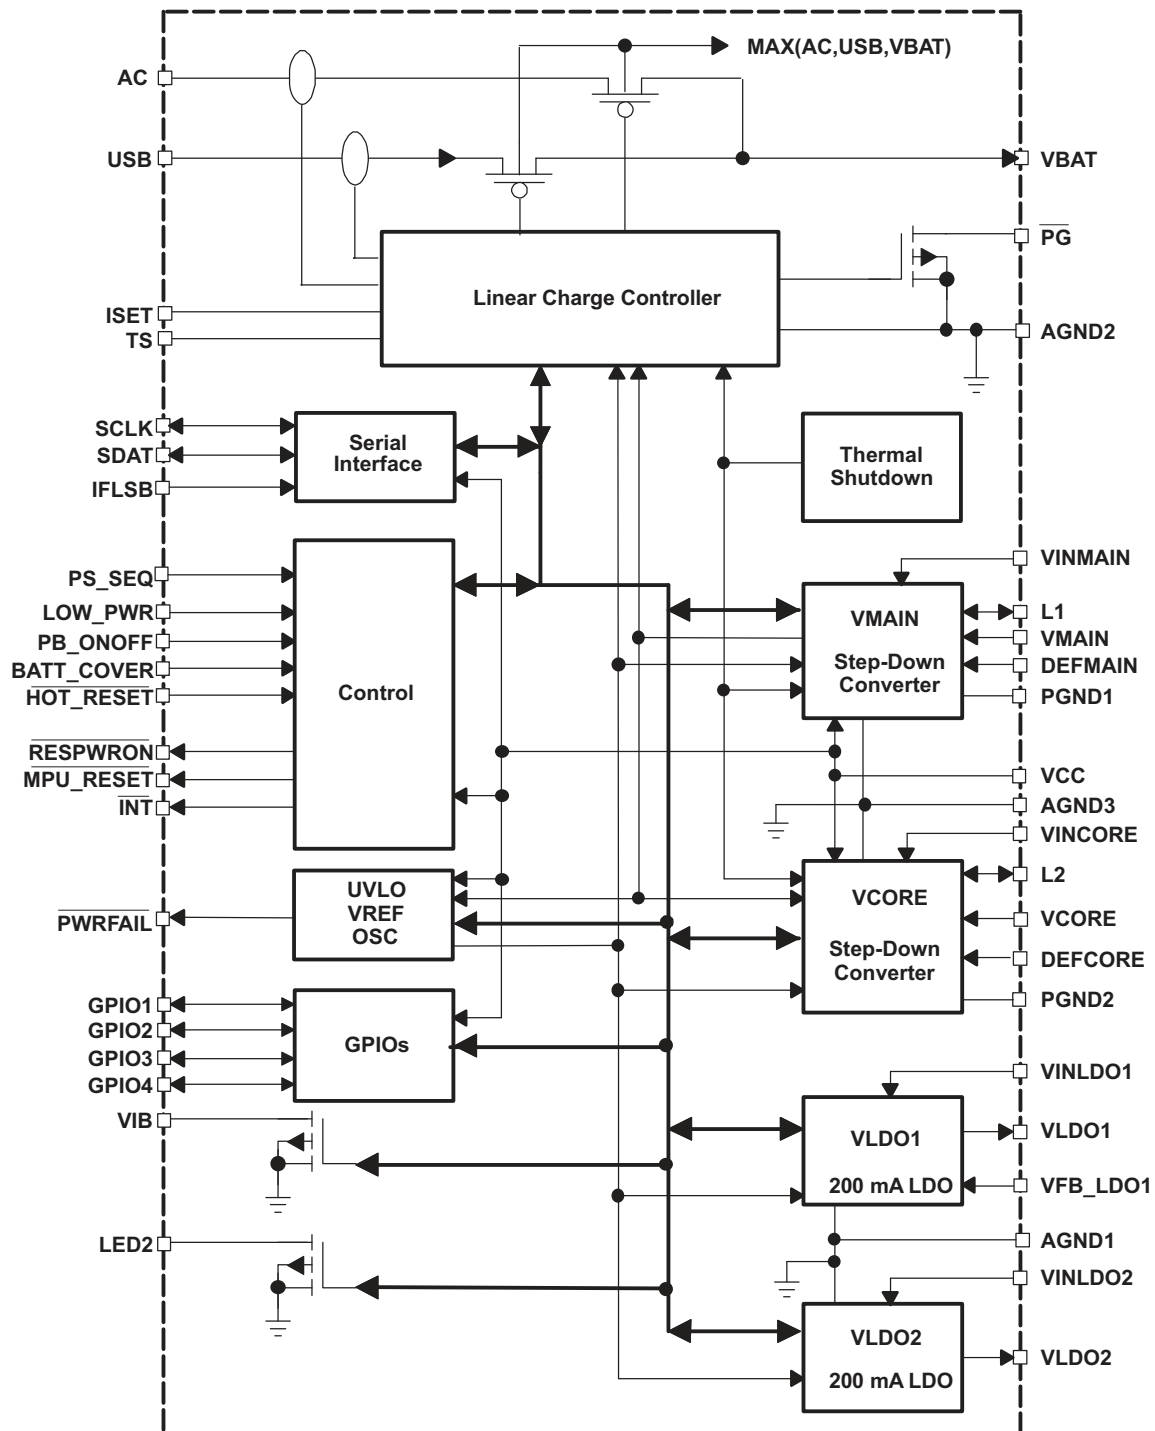 MAX(AC,USB,VBAT)
AC
USB
VBAT
PG
Linear Charge Controller
ISET
TS
AGND2
SCLK
SDAT
IFLSB
Serial
Interface
Thermal
Shutdown
VINMAIN
PS_SEQ
LOW_PWR
PB_ONOFF
BATT_COVER
HOT_RESET
RESPWRON
MPU_RESET
INT
Control
VMAIN
Step-Down
Converter
L1
VMAIN
DEFMAIN
PGND1
VCC
AGND3
VINCORE
UVLO
VREF
OSC
PWRFAIL
VCORE
Step-Down
Converter
L2
VCORE
DEFCORE
PGND2
GPIO1
GPIO2
GPIO3
GPIO4
GPIOs
VINLDO1
VIB
VLDO1
200 mA LDO
VLDO1
VFB_LDO1
LED2
AGND1
VINLDO2
VLDO2
200 mA LDO
VLDO2